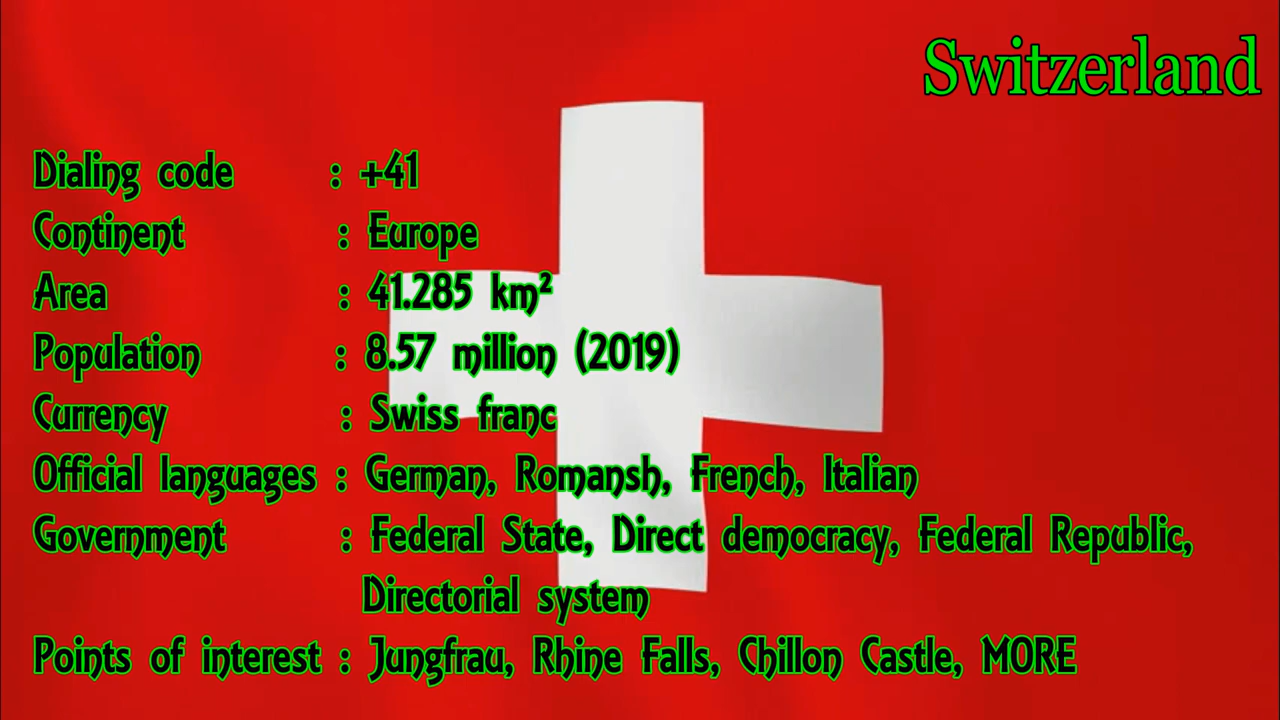 Switzerland
Dialing code : +41
Continent : Europe
Area : 41.285 km²
Population : 8.57 million (2019)
Currency : Swiss franc
Official languages : German, Romansh, French, Italian
Government : Federal State, Direct democracy, Federal Republic,
Directorial system
Points of interest : Jungfrau, Rhine Falls, Chillon Castle, MORE